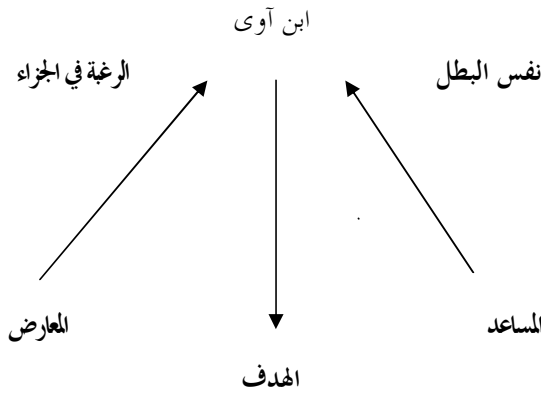 ابن آوى
نفس البطل
الرغبة في الجزاء
المساعد
المعارض
الهدف